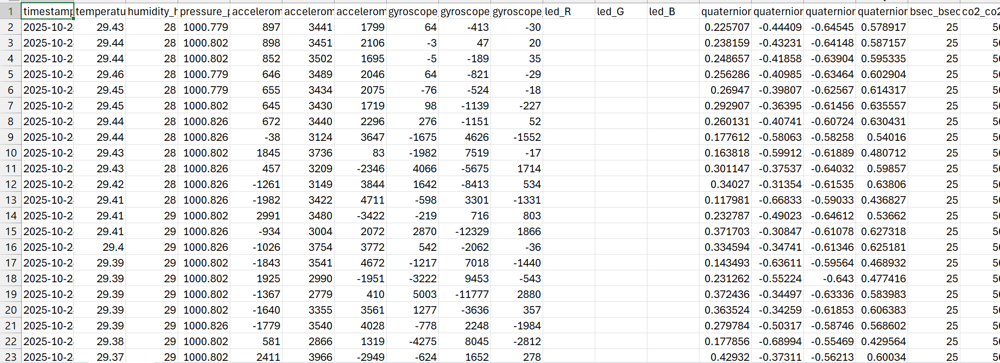 1 timestamp temperatu humidity_h pressure_p accelerom accelerom accelerom gyroscope_ gyroscope_ gyroscope_ led_R led_G led_B quaternior quaternior quaternior quaternior bsec_bsec co2_co2
2 2025-10-2 29.43 28 1000.779 897 3441 1799 64 -413 -30 0.225707 -0.44409 -0.64545 0.578917 25 50
3 2025-10-2 29.44 28 1000.802 898 3451 2106 -3 47 20 0.238159 -0.43231 -0.64148 0.587157 25 50
4 2025-10-2 29.44 28 1000.802 852 3502 1695 -5 -189 35 0.248657 -0.41858 -0.63904 0.595335 25 50
5 2025-10-2 29.46 28 1000.779 646 3489 2046 64 -821 -29 0.256286 -0.40985 -0.63464 0.602904 25 50
6 2025-10-2 29.45 28 1000.779 655 3434 2075 -76 -524 -18 0.26947 -0.39807 -0.62567 0.614317 25 50
7 2025-10-2 29.45 28 1000.802 645 3430 1719 98 -1139 -227 0.292907 -0.36395 -0.61456 0.635557 25 50
8 2025-10-2 29.44 28 1000.826 672 3440 2296 276 -1151 52 0.260131 -0.40741 -0.60724 0.630431 25 50
9 2025-10-2 29.44 28 1000.826 -38 3124 3647 -1675 4626 -1552 0.177612 -0.58063 -0.58258 0.54016 25 50
10 2025-10-2 29.43 28 1000.802 1845 3736 83 -1982 7519 -17 0.163818 -0.59912 -0.61889 0.480712 25 50
11 2025-10-2 29.43 28 1000.826 457 3209 -2346 4066 -5675 1714 0.301147 -0.37537 -0.64032 0.59857 25 50
12 2025-10-2 29.42 28 1000.826 -1261 3149 3844 1642 -8413 534 0.34027 -0.31354 -0.61535 0.63806 25 50
13 2025-10-2 29.41 28 1000.802 -1982 3422 4711 -598 3301 -1331 0.117981 -0.66833 -0.59033 0.436827 25 50
14 2025-10-2 29.41 29 1000.802 2991 3480 -3422 -219 716 803 0.232787 -0.49023 -0.64612 0.53662 25 50
15 2025-10-2 29.41 29 1000.826 -934 3004 2072 2870 -12329 1866 0.371703 -0.30847 -0.61078 0.627318 25 50
16 2025-10-2 29.4 29 1000.826 -1026 3754 3772 542 -2062 -36 0.334594 -0.34741 -0.61346 0.625181 25 50
17 2025-10-2 29.39 29 1000.802 -1843 3541 4672 -1217 7018 -1440 0.143493 -0.63611 -0.59564 0.468932 25 50
18 2025-10-2 29.39 29 1000.802 1925 2990 -1951 -3222 9453 -543 0.231262 -0.55224 -0.643 0.477416 25 50
19 2025-10-2 29.39 29 1000.802 -1367 2779 410 5003 -11777 2880 0.372436 -0.34497 -0.63336 0.583983 25 50
20 2025-10-2 29.39 29 1000.802 -1640 3355 3561 1277 -3636 357 0.363524 -0.34259 -0.61853 0.606383 25 50
21 2025-10-2 29.39 29 1000.826 -1779 3540 4028 -778 2248 -1984 0.279784 -0.50317 -0.58746 0.568602 25 50
22 2025-10-2 29.38 29 1000.802 581 2866 1319 -4275 8045 -2812 0.177856 -0.68994 -0.55469 0.429564 25 50
23 2025-10-2 29.37 29 1000.802 2411 3966 -2949 -624 1652 278 0.42932 -0.37311 -0.56213 0.60034 25 50